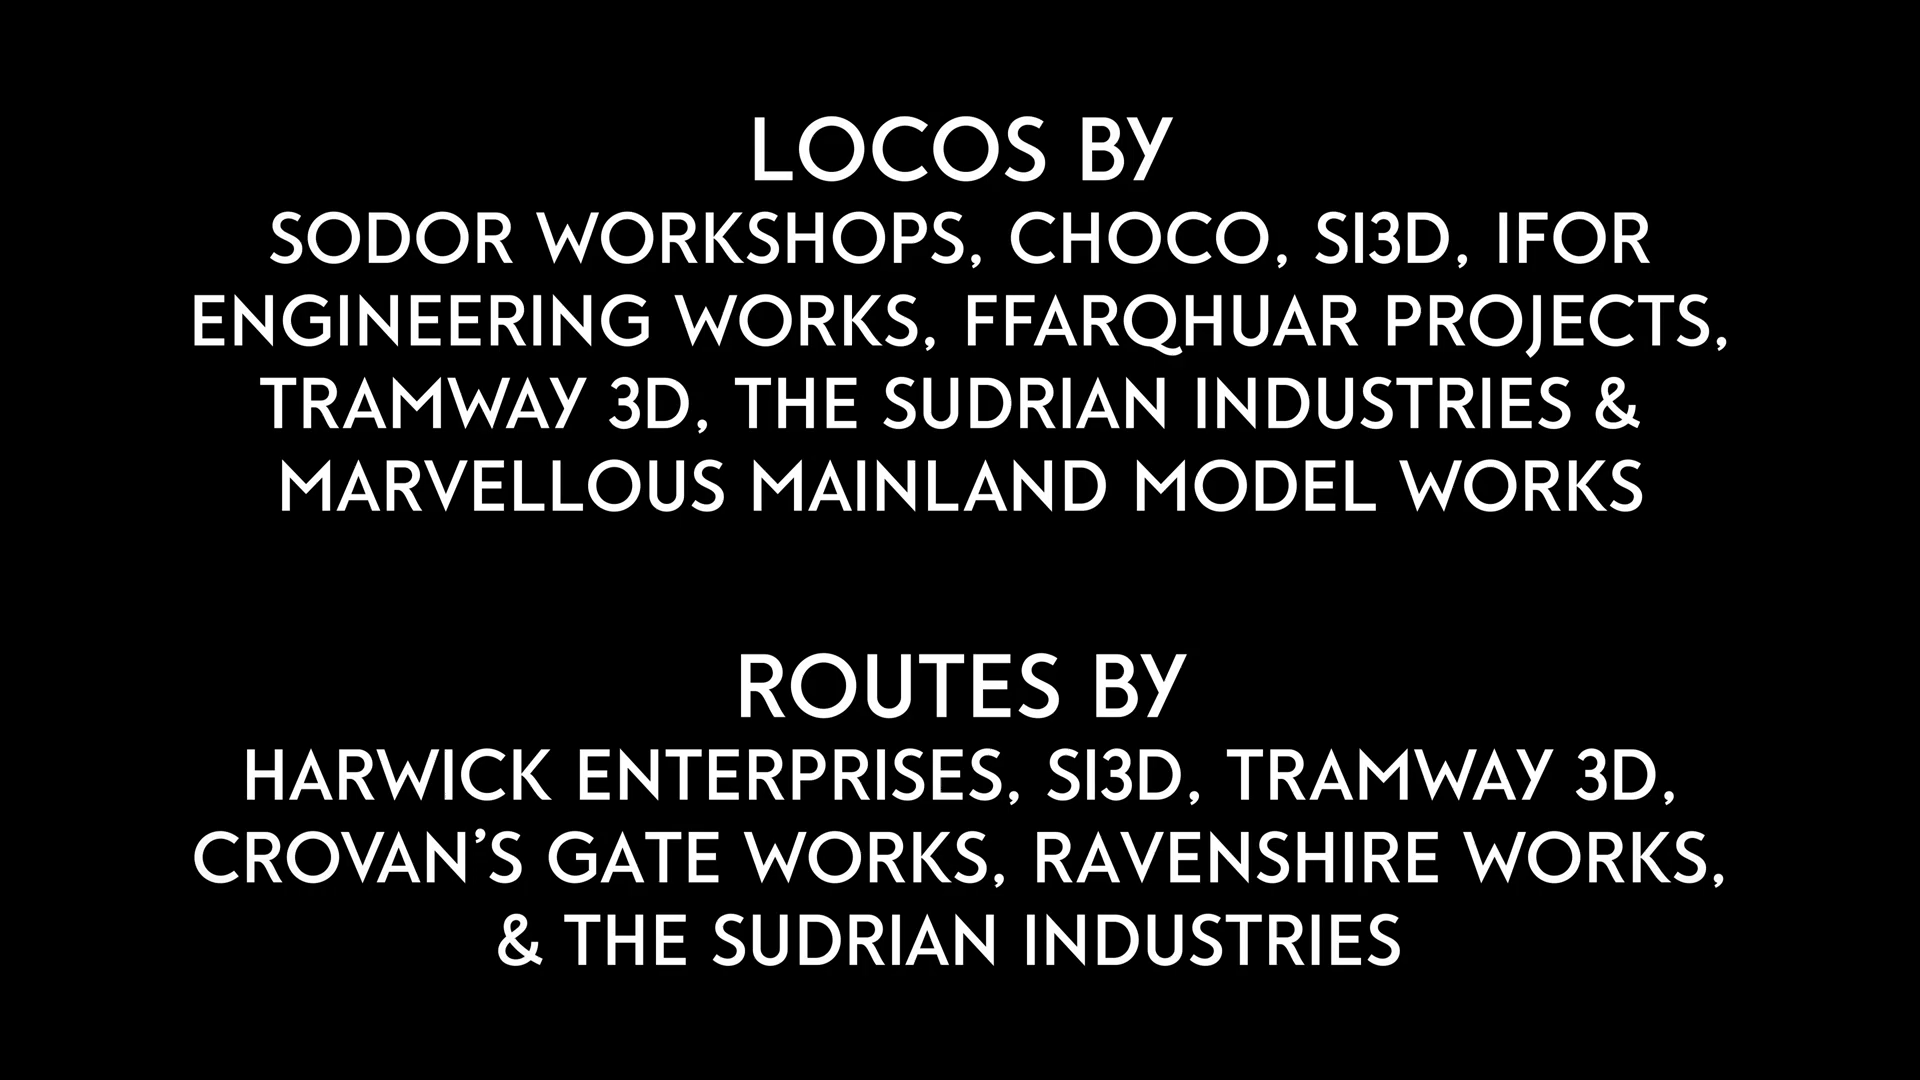 LOCOS BY
SODOR WORKSHOPS, CHOCO, SI3D, IFOR
ENGINEERING WORKS, FFARQHUAR PROJECTS,
TRAMWAY 3D, THE SUDRIAN INDUSTRIES &
MARVELLOUS MAINLAND MODEL WORKS
ROUTES BY
HARWICK ENTERPRISES, SI3D, TRAMWAY 3D,
CROVAN’S GATE WORKS, RAVENSHIRE WORKS,
& THE SUDRIAN INDUSTRIES